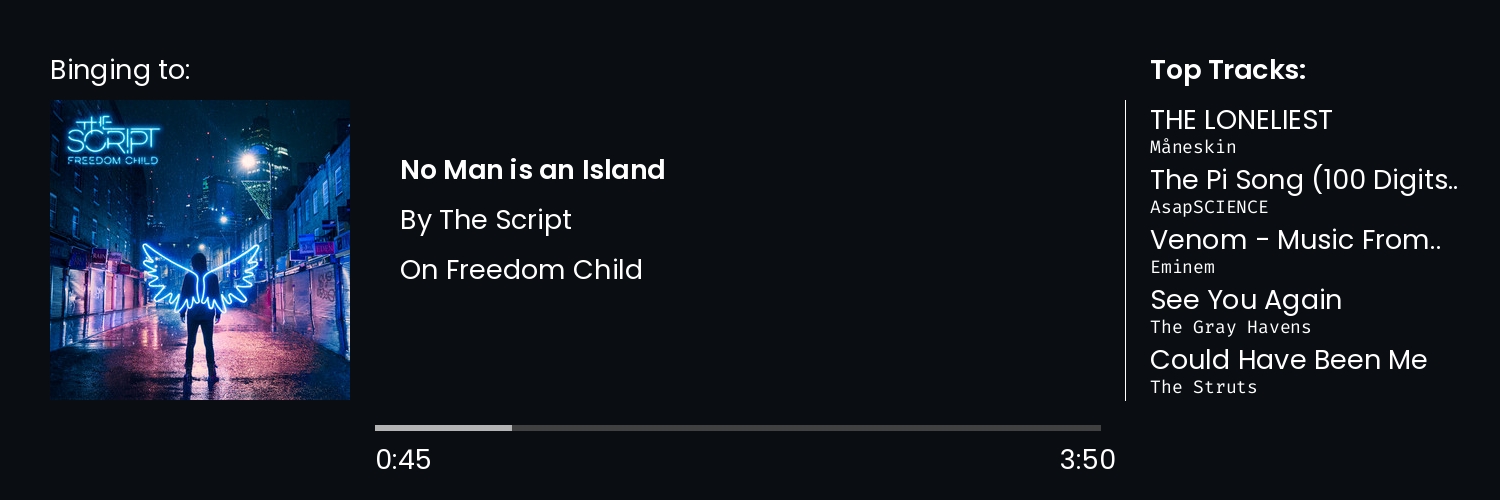 Binging to:
THE
SCRIPT
FREEDOM CHILD
No Man is an Island
By The Script
On Freedom Child
0:45
3:50
Top Tracks:
THE LONELIEST
Måneskin
The Pi Song (100 Digits..
AsapSCIENCE
Venom - Music From..
Eminem
See You Again
The Gray Havens
Could Have Been Me
The Struts